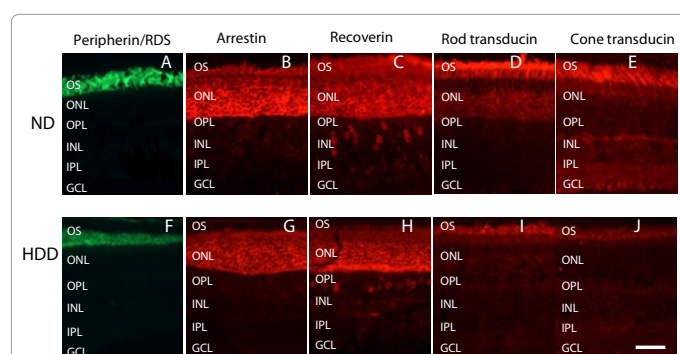 Peripherin/RDS Arrestin Recoverin Rod transducin Cone transducin
ND
A B C D E
OS OS OS OS OS
ONL ONL ONL ONL ONL
OPL OPL OPL OPL OPL
INL INL INL INL INL
IPL IPL IPL IPL IPL
GCL GCL GCL GCL GCL
HDD
F G H I J
OS OS OS OS OS
ONL ONL ONL ONL ONL
OPL OPL OPL OPL OPL
INL INL INL INL INL
IPL IPL IPL IPL IPL
GCL GCL GCL GCL GCL